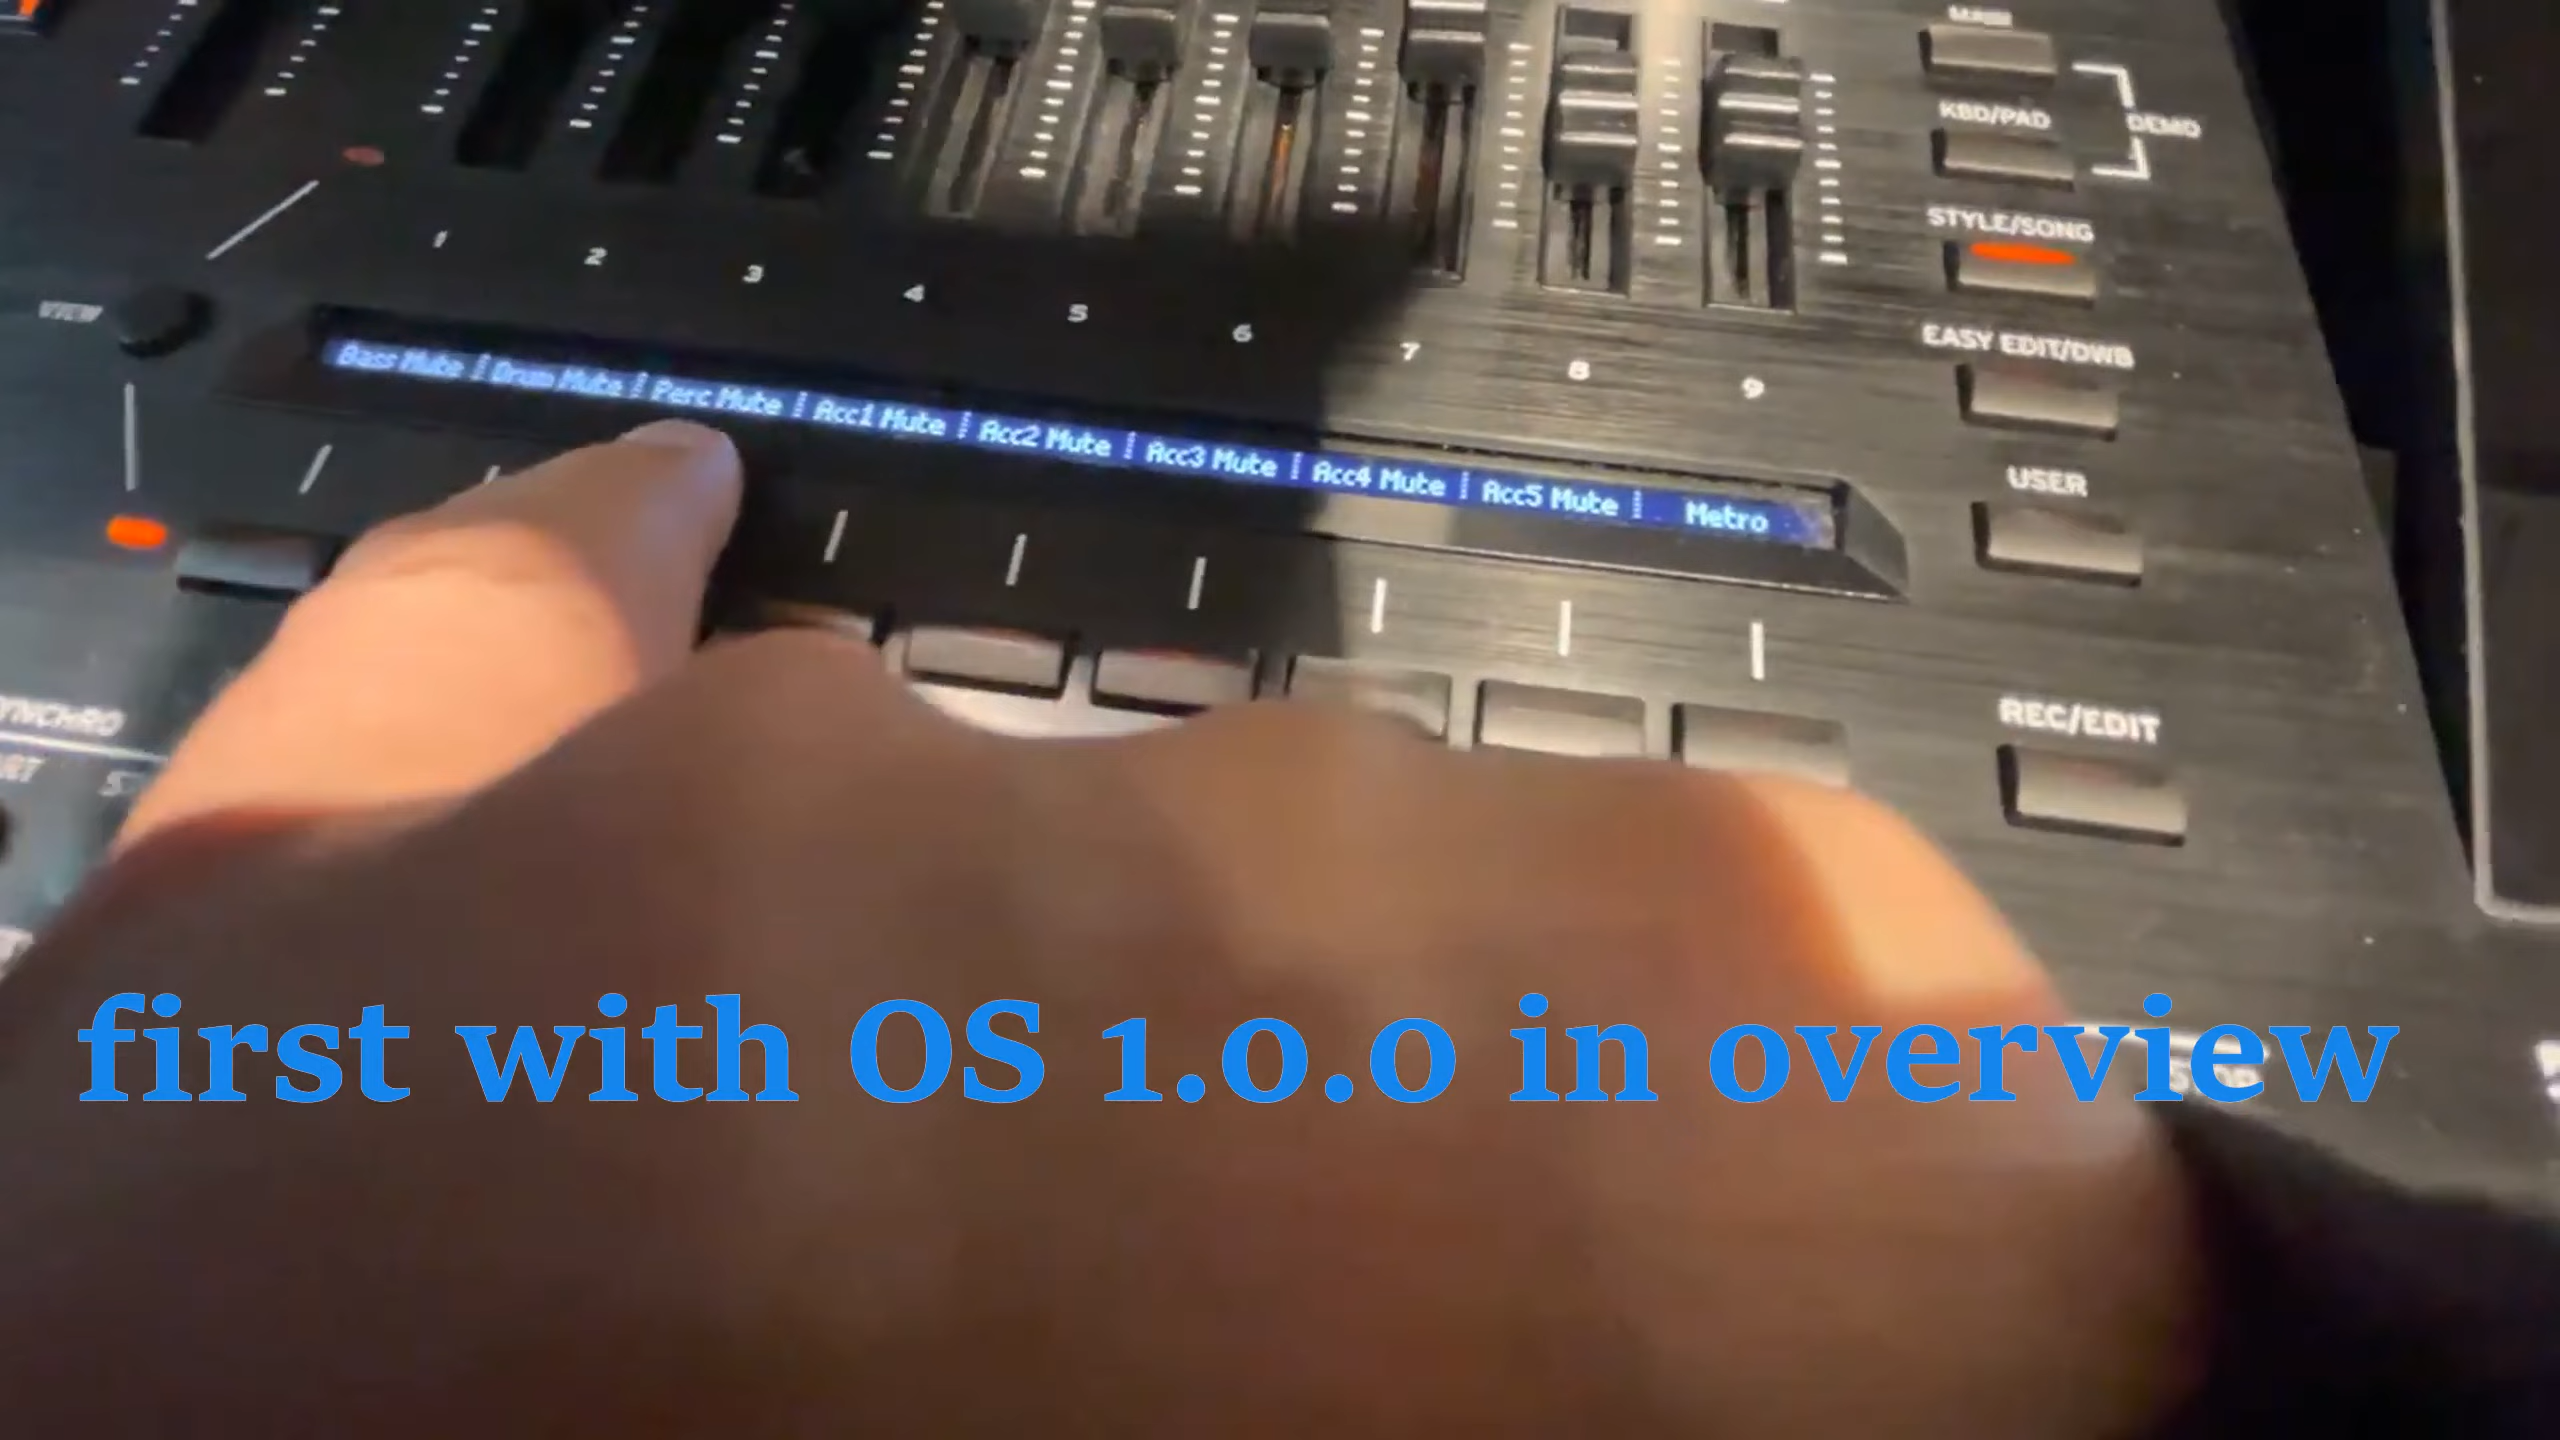 MAIN
KBD/PAD
DEMO
STYLE/SONG
1 2 3 4 5 6 7 8 9
VIEW
EASY EDIT/DWB
Bass Mute Drum Mute Perc Mute Acc1 Mute Acc2 Mute Acc3 Mute Acc4 Mute Acc5 Mute Metro
USER
REC/EDIT
first with OS 1.0.0 in overview